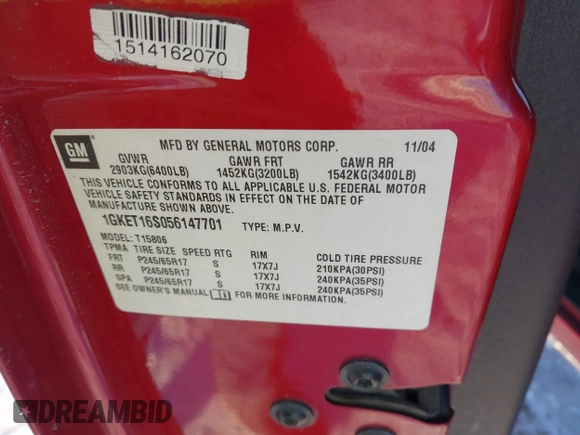 1514162070
GM
MFD BY GENERAL MOTORS CORP. 11/04
GVWR GAWR FRT GAWR RR
2903KG(6400LB) 1452KG(3200LB) 1542KG(3400LB)
THIS VEHICLE CONFORMS TO ALL APPLICABLE U.S. FEDERAL MOTOR
VEHICLE SAFETY STANDARDS IN EFFECT ON THE DATE OF
MANUFACTURE SHOWN ABOVE.
1GKET16S056147701 TYPE: M.P.V.
MODEL: T15806
TPMA TIRE SIZE SPEED RTG RIM COLD TIRE PRESSURE
FRT P245/65R17 S 17X7J 210KPA(30PSI)
RR P245/65R17 S 17X7J 240KPA(35PSI)
SPA P245/65R17 S 17X7J 240KPA(35PSI)
SEE OWNER'S MANUAL FOR MORE INFORMATION.
DREAMBID